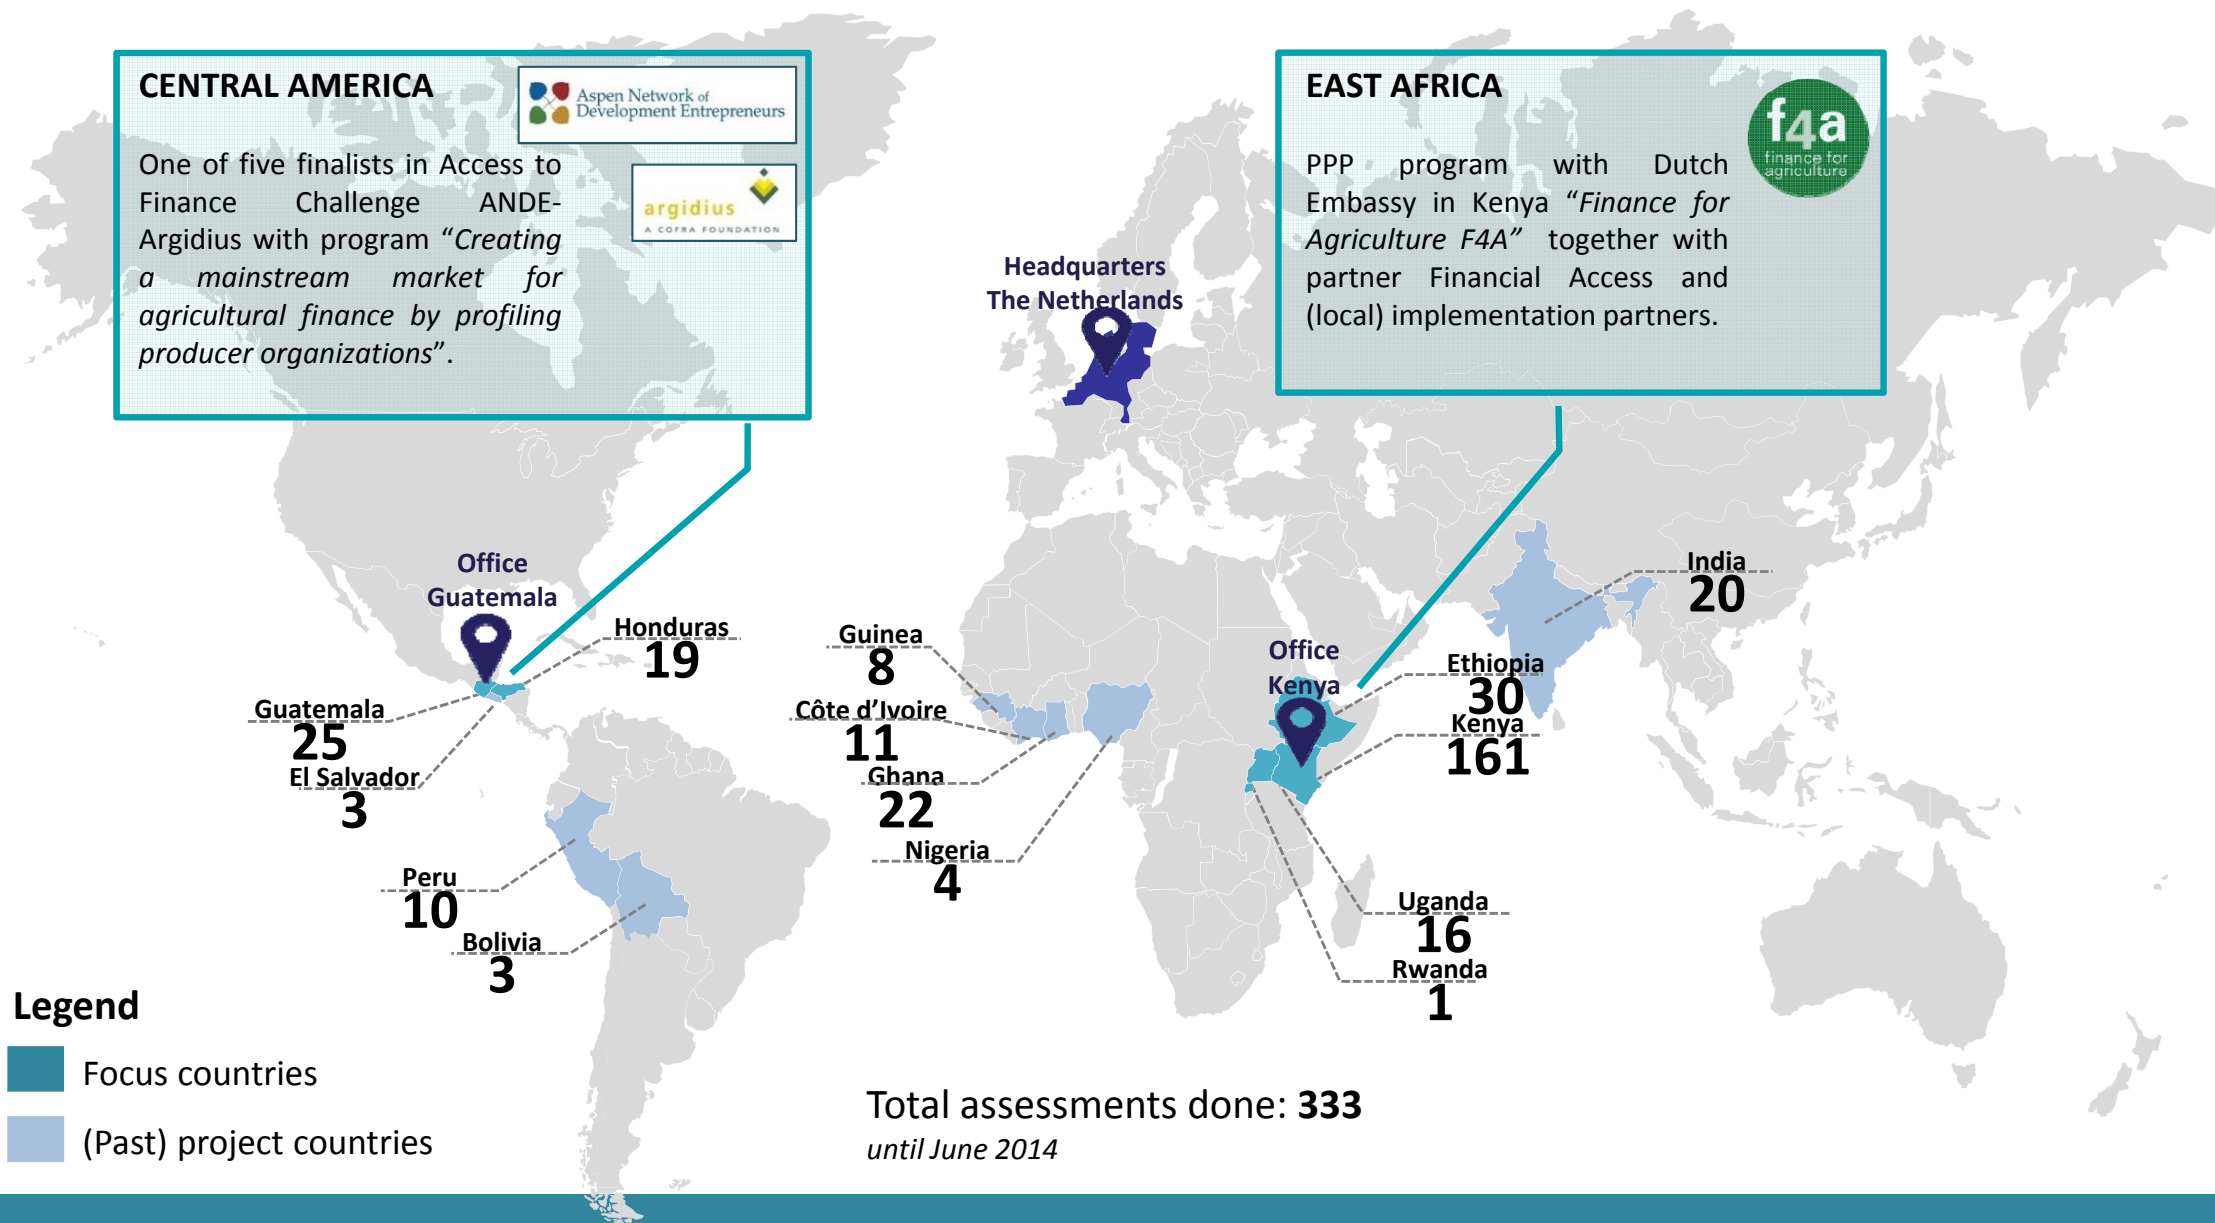 CENTRAL AMERICA
Aspen Network of
Development Entrepreneurs
One of five finalists in Access to
Finance Challenge ANDE-
Argidius with program “Creating
a mainstream market for
agricultural finance by profiling
producer organizations”.
argidius
A COFRA FOUNDATION
EAST AFRICA
f4a
finance for
agriculture
PPP program with Dutch
Embassy in Kenya “Finance for
Agriculture F4A” together with
partner Financial Access and
(local) implementation partners.
Headquarters
The Netherlands
Office
Guatemala
Honduras
19
Guatemala
25
El Salvador
3
Peru
10
Bolivia
3
Guinea
8
Côte d’Ivoire
11
Ghana
22
Nigeria
4
Office
Kenya
India
20
Ethiopia
30
Kenya
161
Uganda
16
Rwanda
1
Legend
Focus countries
(Past) project countries
Total assessments done: 333
until June 2014